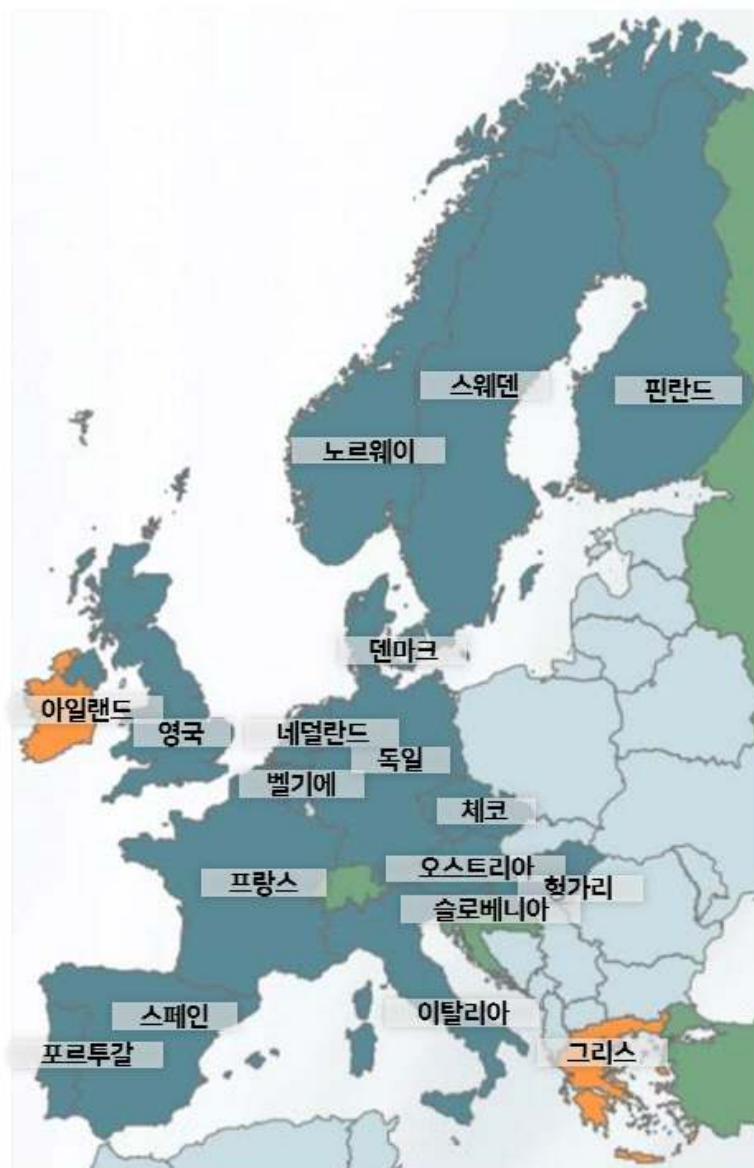 스웨덴
핀란드
노르웨이
덴마크
아일랜드
영국
네덜란드
독일
벨기에
체코
오스트리아
프랑스
헝가리
슬로베니아
스페인
이탈리아
포르투갈
그리스